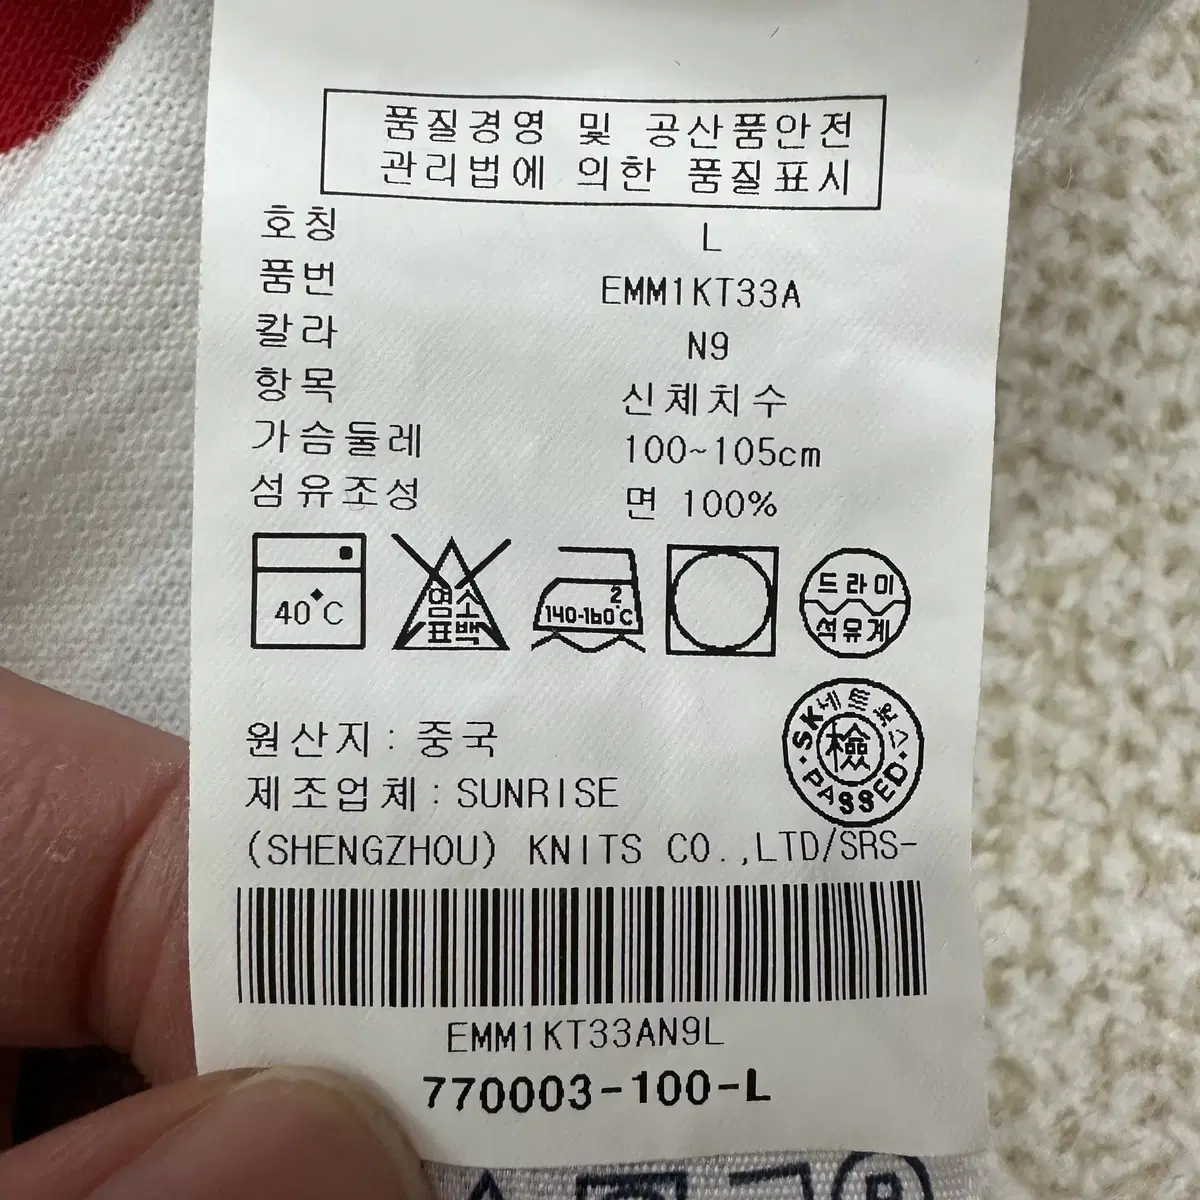 품질경영 및 공산품안전
관리법에 의한 품질표시
호칭 L
품번 EMM1KT33A
칼라 N9
항목 신체치수
가슴둘레 100~105cm
섬유조성 면 100%
40°C
염소
표백
2
140-160°C
드라이
석유계
SK네트웍스
檢
PASSED
원산지: 중국
제조업체: SUNRISE
(SHENGZHOU) KNITS CO.,LTD/SRS-
EMM1KT33AN9L
770003-100-L